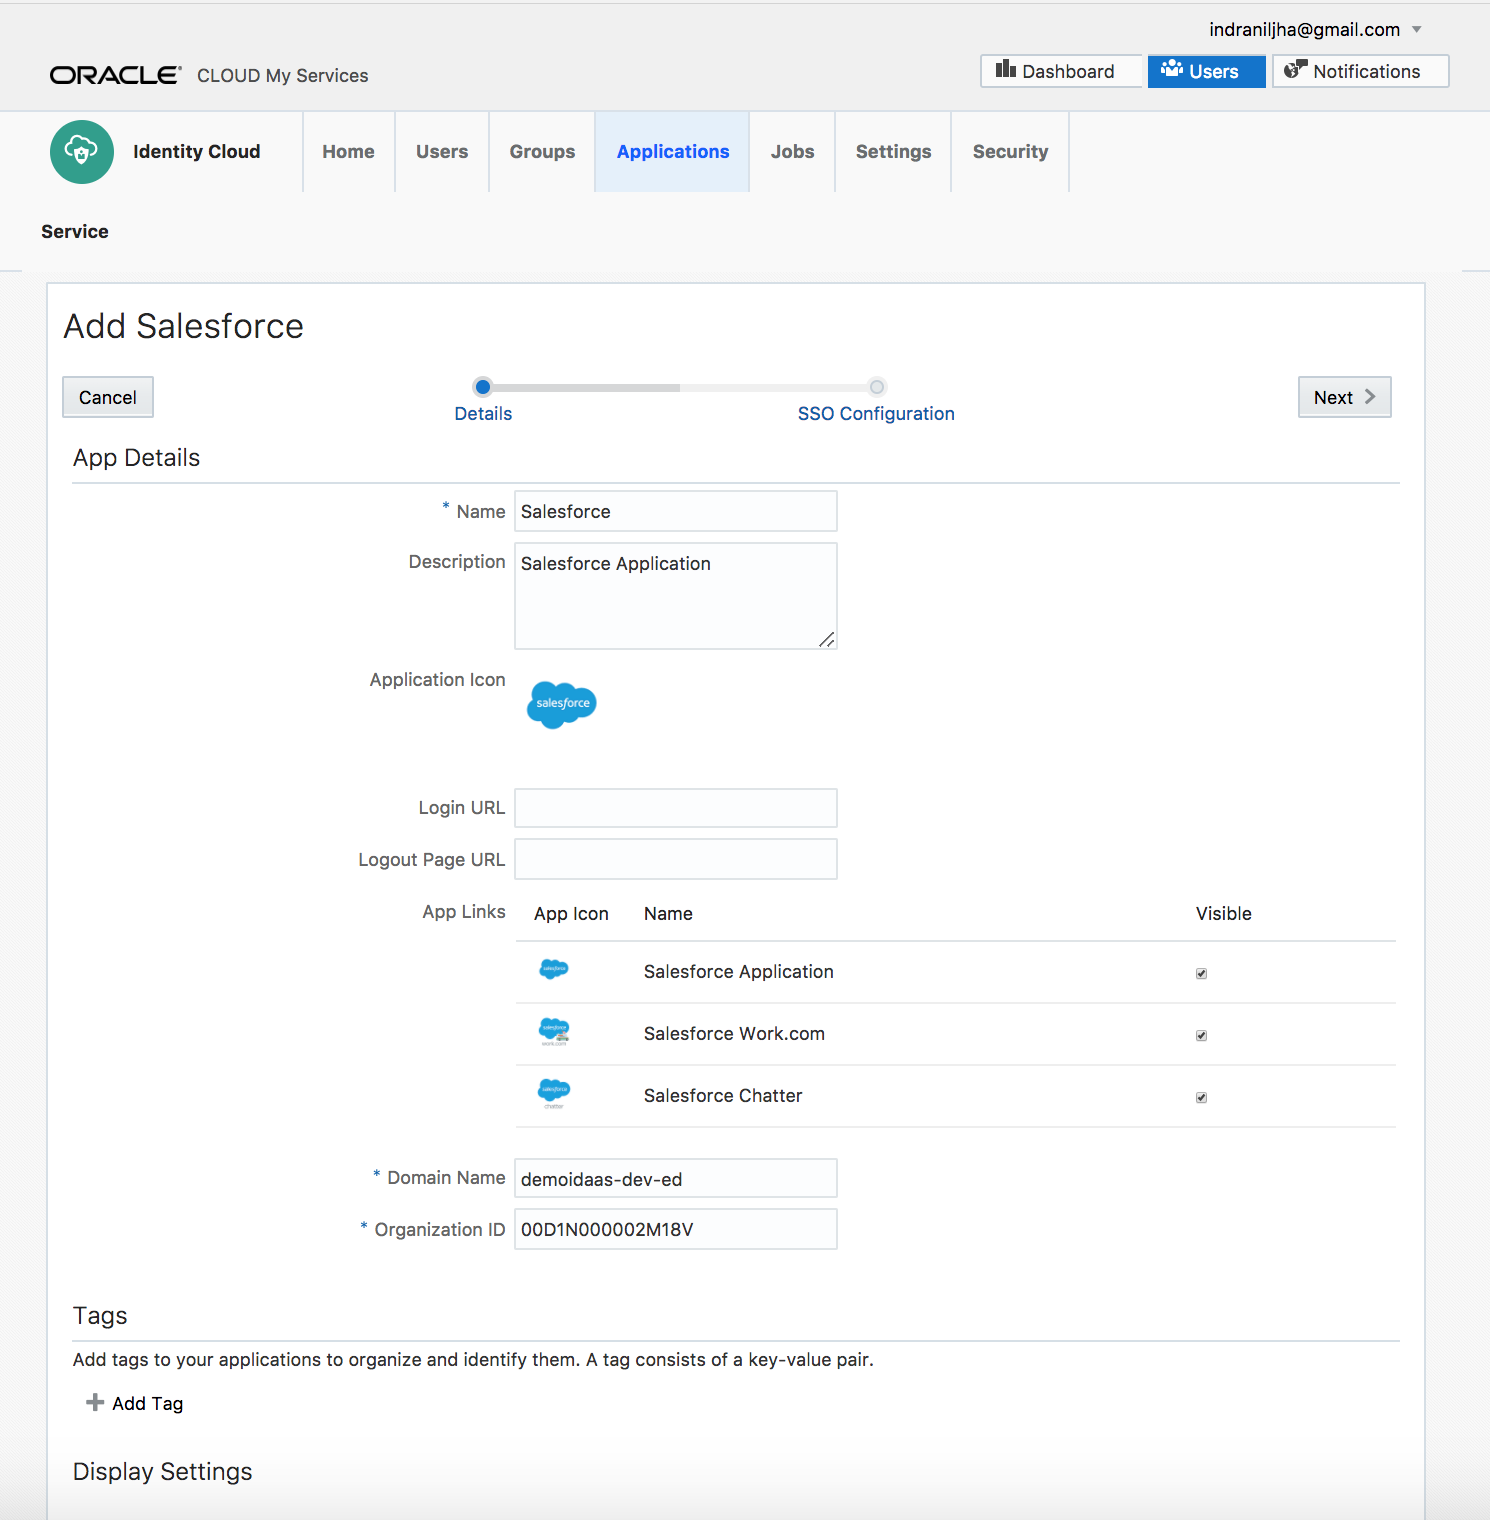 indraniljha@gmail.com
ORACLE CLOUD My Services
Dashboard
Users
Notifications
Identity Cloud
Home
Users
Groups
Applications
Jobs
Settings
Security
Service
Add Salesforce
Cancel
Details
SSO Configuration
Next
App Details
* Name Salesforce
Description Salesforce Application
Application Icon
salesforce
Login URL
Logout Page URL
App Links App Icon Name Visible
salesforce Salesforce Application
salesforce Salesforce Work.com
work.com
salesforce Salesforce Chatter
chatter
* Domain Name demoidaas-dev-ed
* Organization ID 00D1N000002M18V
Tags
Add tags to your applications to organize and identify them. A tag consists of a key-value pair.
Add Tag
Display Settings